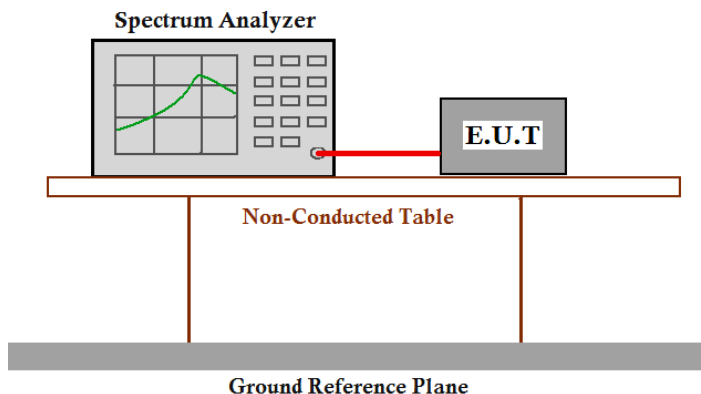 Spectrum Analyzer
E.U.T
Non-Conducted Table
Ground Reference Plane